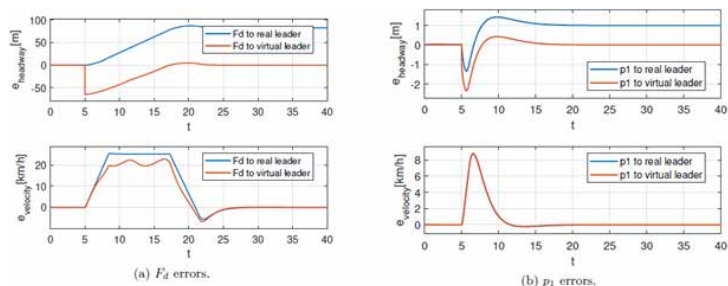 100
50
0
-50
e_headway[m]
Fd to real leader
Fd to virtual leader
0 5 10 15 20 25 30 35 40
t
20
10
0
e_velocity[km/h]
Fd to real leader
Fd to virtual leader
0 5 10 15 20 25 30 35 40
t
(a) F_d errors.
1
0
-1
-2
e_headway[m]
p1 to real leader
p1 to virtual leader
0 5 10 15 20 25 30 35 40
t
8
6
4
2
0
e_velocity[km/h]
p1 to real leader
p1 to virtual leader
0 5 10 15 20 25 30 35 40
t
(b) p_1 errors.